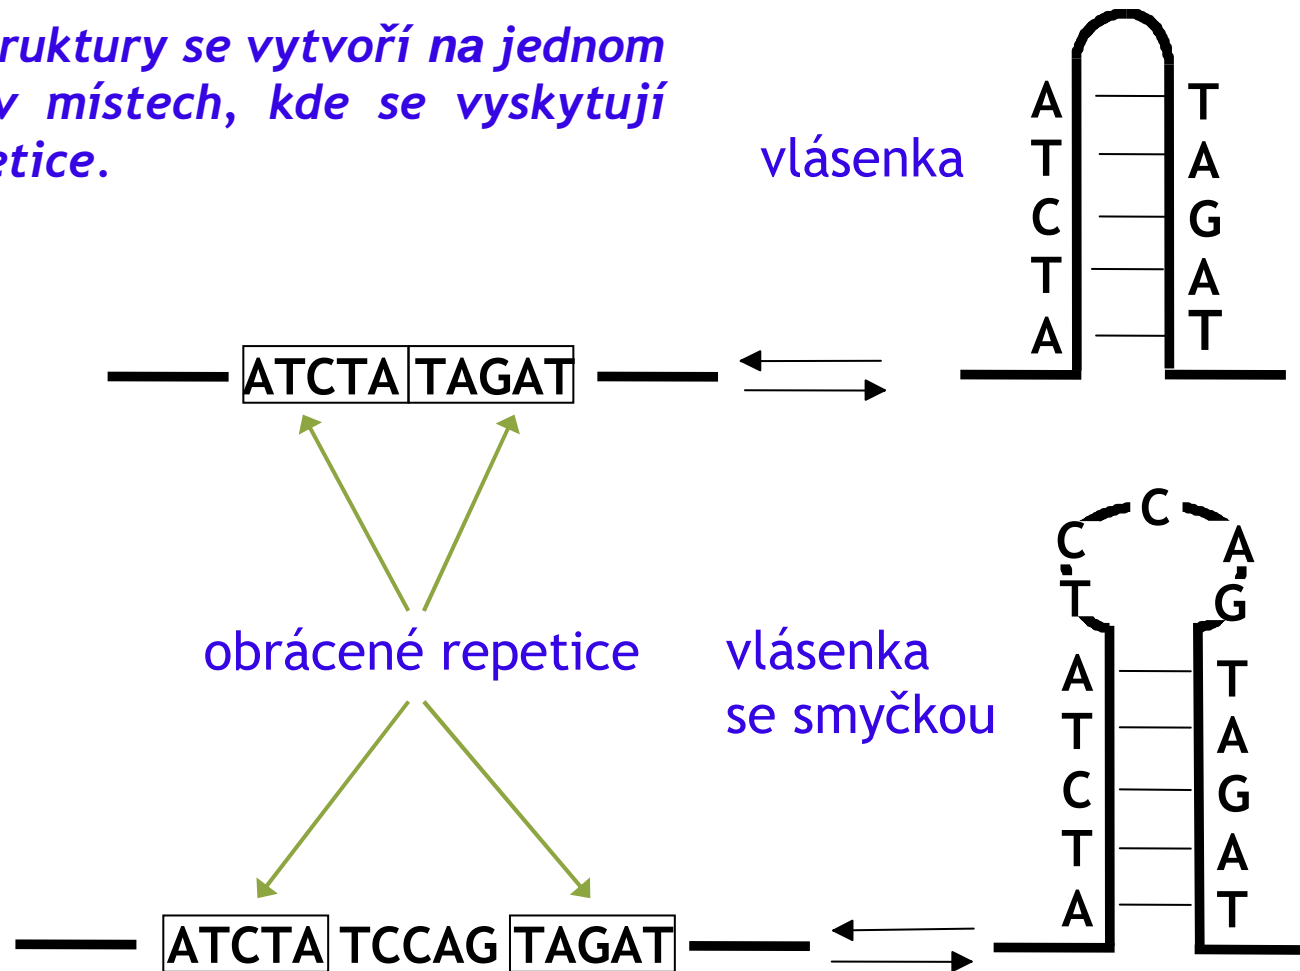 ruktury se vytvoří na jednom
v místech, kde se vyskytují
etice.
vlásenka
A T
T A
C G
T A
A T
ATCTA TAGAT
obrácené repetice
vlásenka
se smyčkou
C
C A
T G
A T
T A
C G
T A
A T
ATCTA TCCAG TAGAT